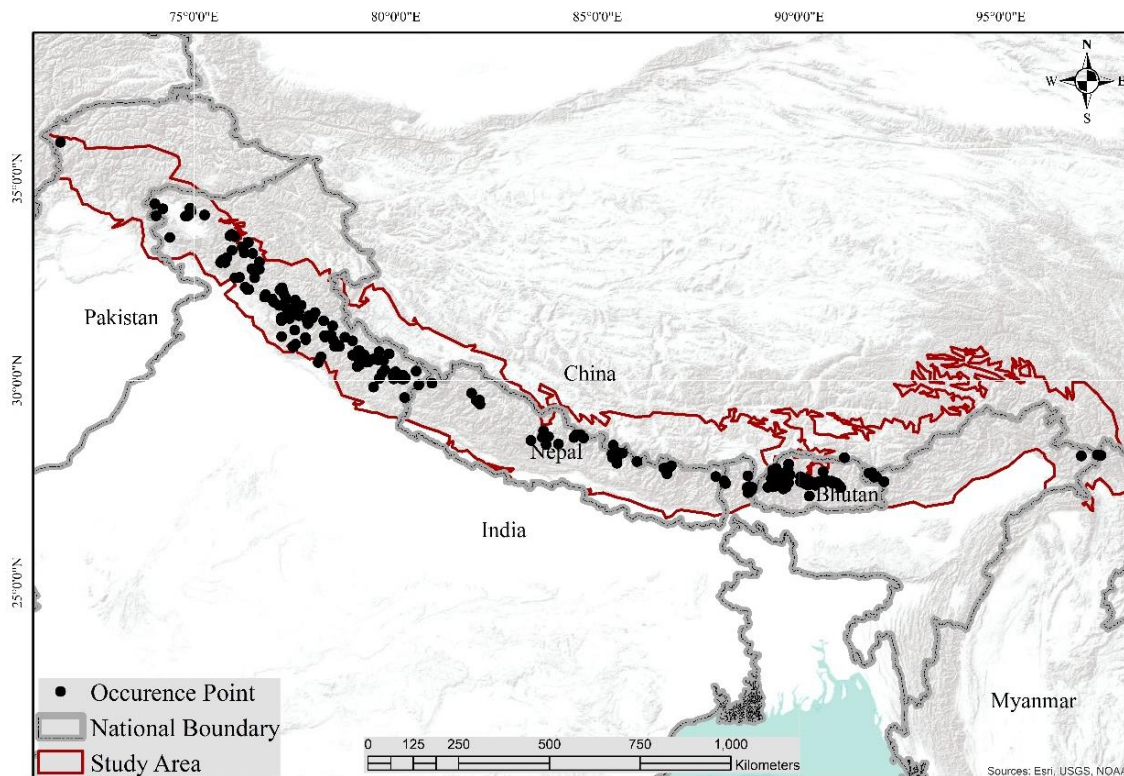 75°0'0"E 80°0'0"E 85°0'0"E 90°0'0"E 95°0'0"E
N
W E
S
35°0'0"N
Pakistan
30°0'0"N
China
Nepal
Bhutan
India
25°0'0"N
Myanmar
Occurence Point
National Boundary
Study Area
0 125 250 500 750 1,000
Kilometers
Sources: Esri, USGS, NOAA